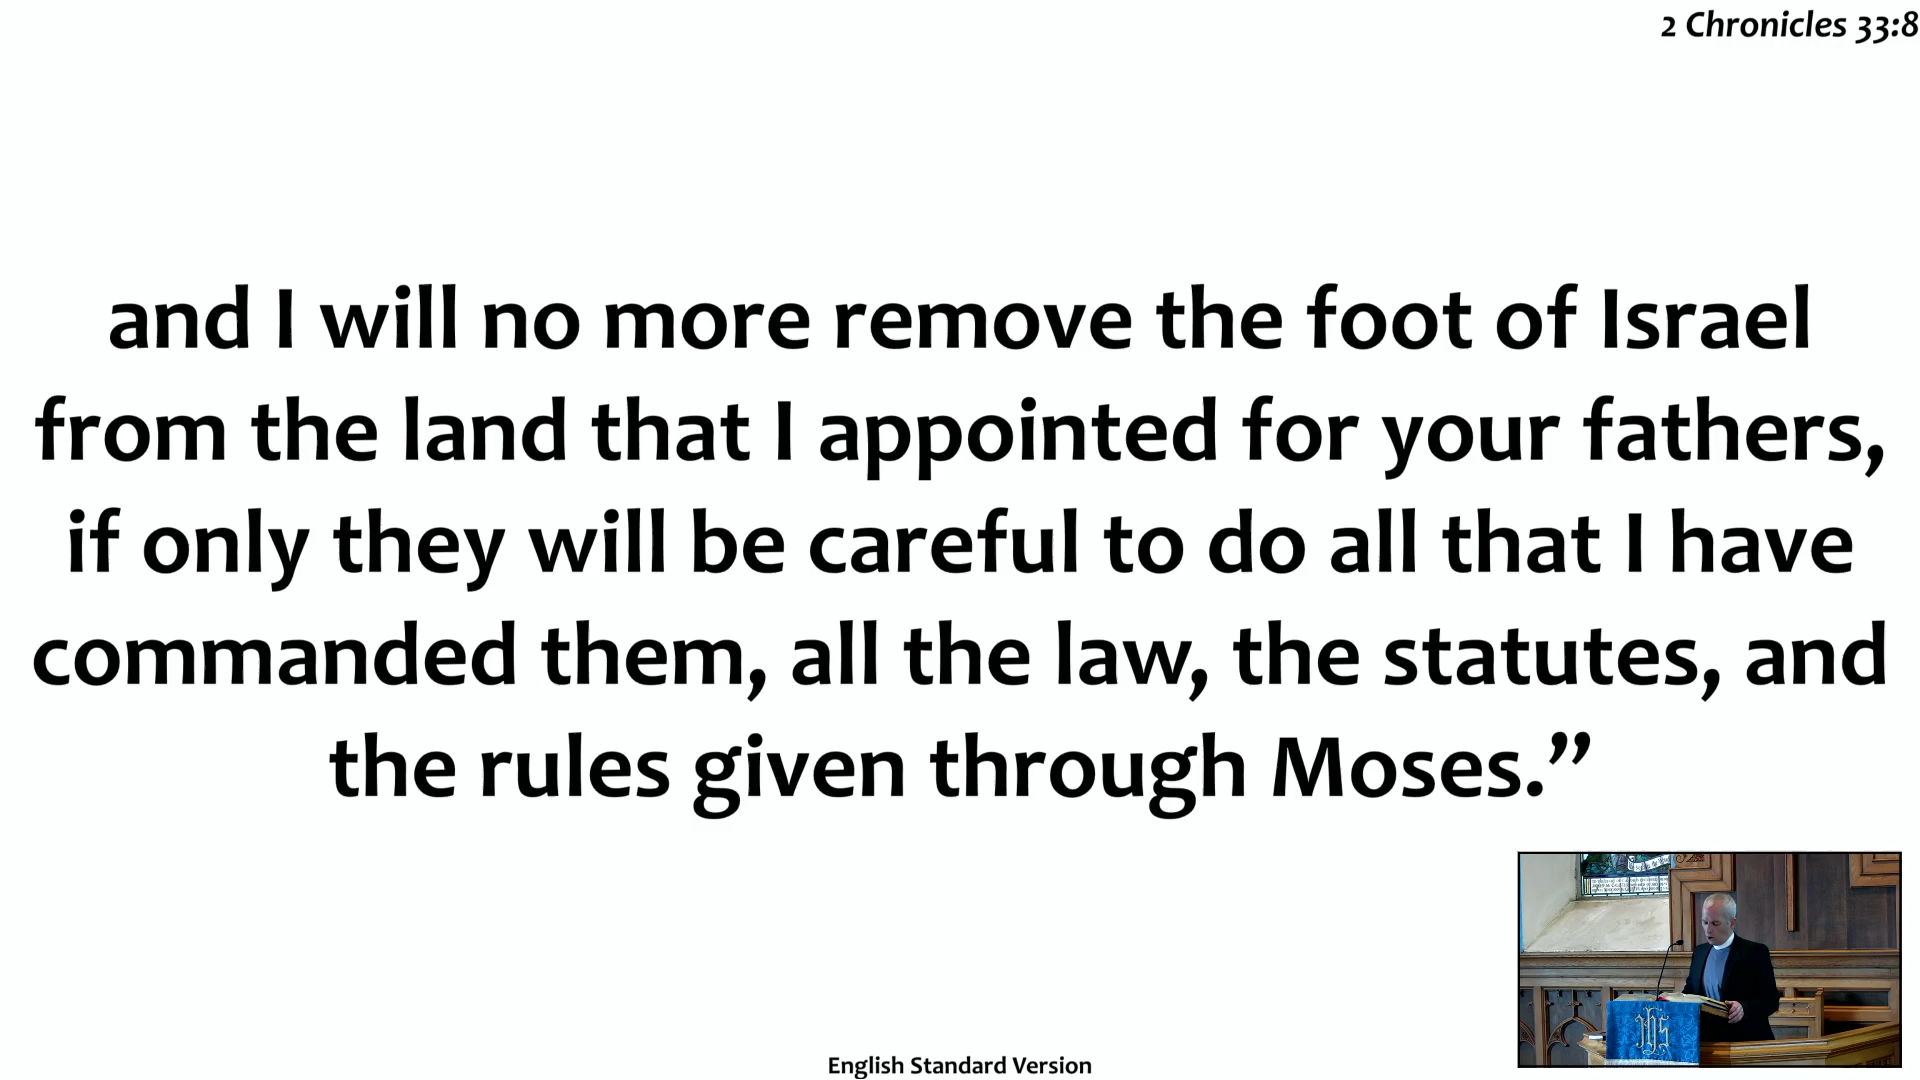 2 Chronicles 33:8
and I will no more remove the foot of Israel
from the land that I appointed for your fathers,
if only they will be careful to do all that I have
commanded them, all the law, the statutes, and
the rules given through Moses.”
IHS
English Standard Version